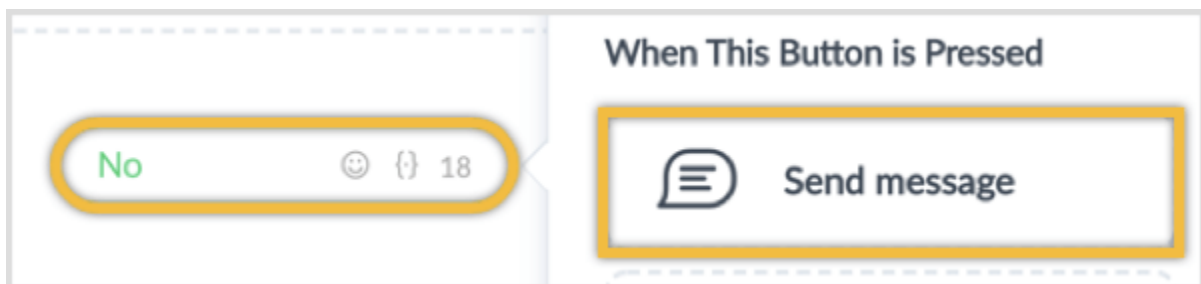 When This Button is Pressed
No {·} 18
Send message